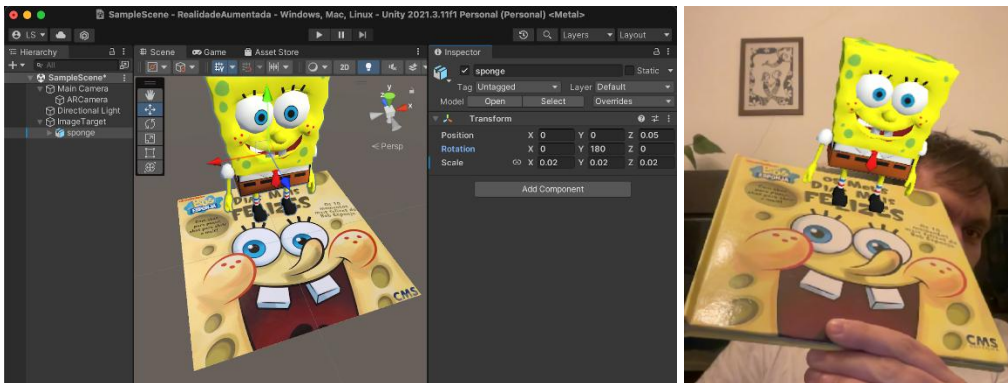 SampleScene - RealidadeAumentada - Windows, Mac, Linux - Unity 2021.3.11f1 Personal (Personal) <Metal>
LS
Layers
Layout
Hierarchy
All
SampleScene*
Main Camera
ARCamera
Directional Light
ImageTarget
sponge
Scene
Game
Asset Store
2D
y
x
z
Persp
CMS
Inspector
sponge
Static
Tag Untagged
Layer Default
Model
Open
Select
Overrides
Transform
Position X 0 Y 0 Z 0.05
Rotation X 0 Y 180 Z 0
Scale X 0.02 Y 0.02 Z 0.02
Add Component
CMS